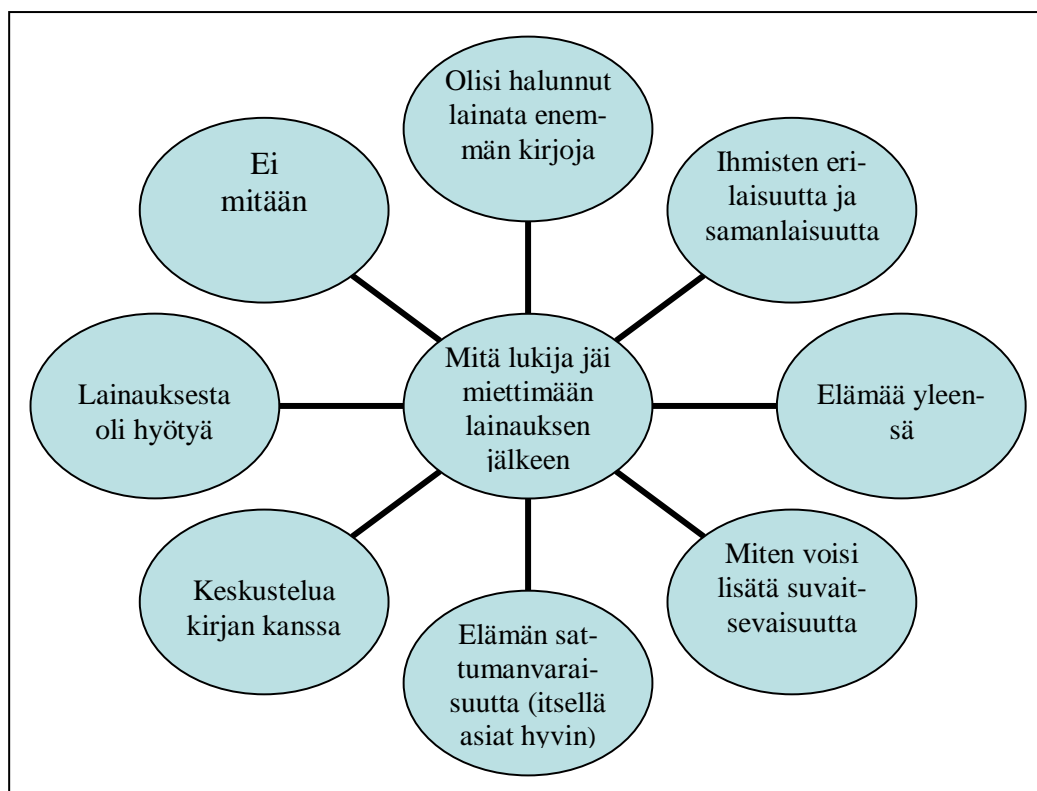 Olisi halunnut
lainata enem-
män kirjoja
Ei
mitään
Ihmisten eri-
laisuutta ja
samanlaisuutta
Lainauksesta
oli hyötyä
Mitä lukija jäi
miettimään
lainauksen
jälkeen
Elämää yleen-
sä
Keskustelua
kirjan kanssa
Elämän sat-
tumanvarai-
suutta (itsellä
asiat hyvin)
Miten voisi
lisätä suvait-
sevaisuutta